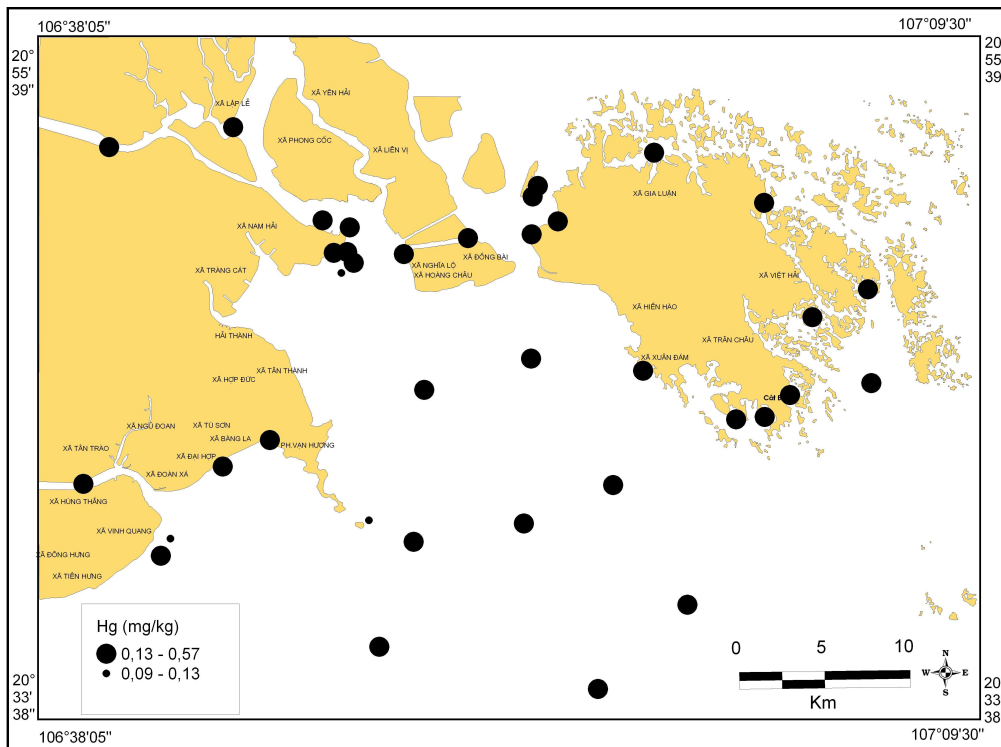 106°38'05"
107°09'30"
20°
55'
39"
20°
55'
39"
XÃ LẬP LỄ
XÃ YÊN HẢI
XÃ PHONG CỐC
XÃ LIÊN VỊ
XÃ GIA LUẬN
XÃ NAM HẢI
XÃ ĐỒNG BÀI
XÃ NGHĨA LỘ
XÃ HOÀNG CHÂU
XÃ TRÀNG CÁT
XÃ VIỆT HẢI
XÃ HIỀN HÀO
HẢI THÀNH
XÃ TRÂN CHÂU
XÃ XUÂN ĐÁM
XÃ TÂN THÀNH
XÃ HỢP ĐỨC
XÃ NGŨ ĐOAN
XÃ TÚ SƠN
XÃ BÀNG LA
PH.VẠN HƯƠNG
XÃ TÂN TRÀO
XÃ ĐẠI HỢP
XÃ ĐOÀN XÁ
XÃ HÙNG THẮNG
XÃ VINH QUANG
XÃ ĐÔNG HƯNG
XÃ TIÊN HƯNG
Hg (mg/kg)
0,13 - 0,57
0,09 - 0,13
0 5 10
Km
N
W E
S
20°
33'
38"
20°
33'
38"
106°38'05"
107°09'30"